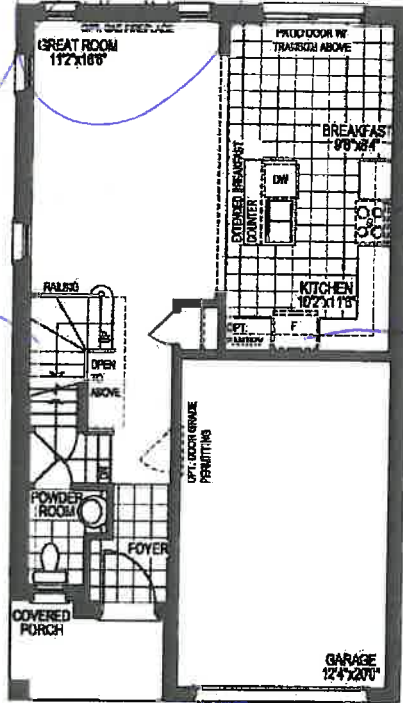 OPT. GAS FIREPLACE
GREAT ROOM
11'2"x16'6"
PATIO DOOR W/
TRANSOM ABOVE
BREAKFAST
9'8"x8'4"
DW
EXTENDED BREAKFAST
COUNTER
KITCHEN
10'2"x11'6"
OPT.
F
RAILING
UP
OPEN
TO
ABOVE
OPT. DOOR GRADE
PERMITTING
DN
POWDER
ROOM
FOYER
COVERED
PORCH
GARAGE
12'4"x20'0"